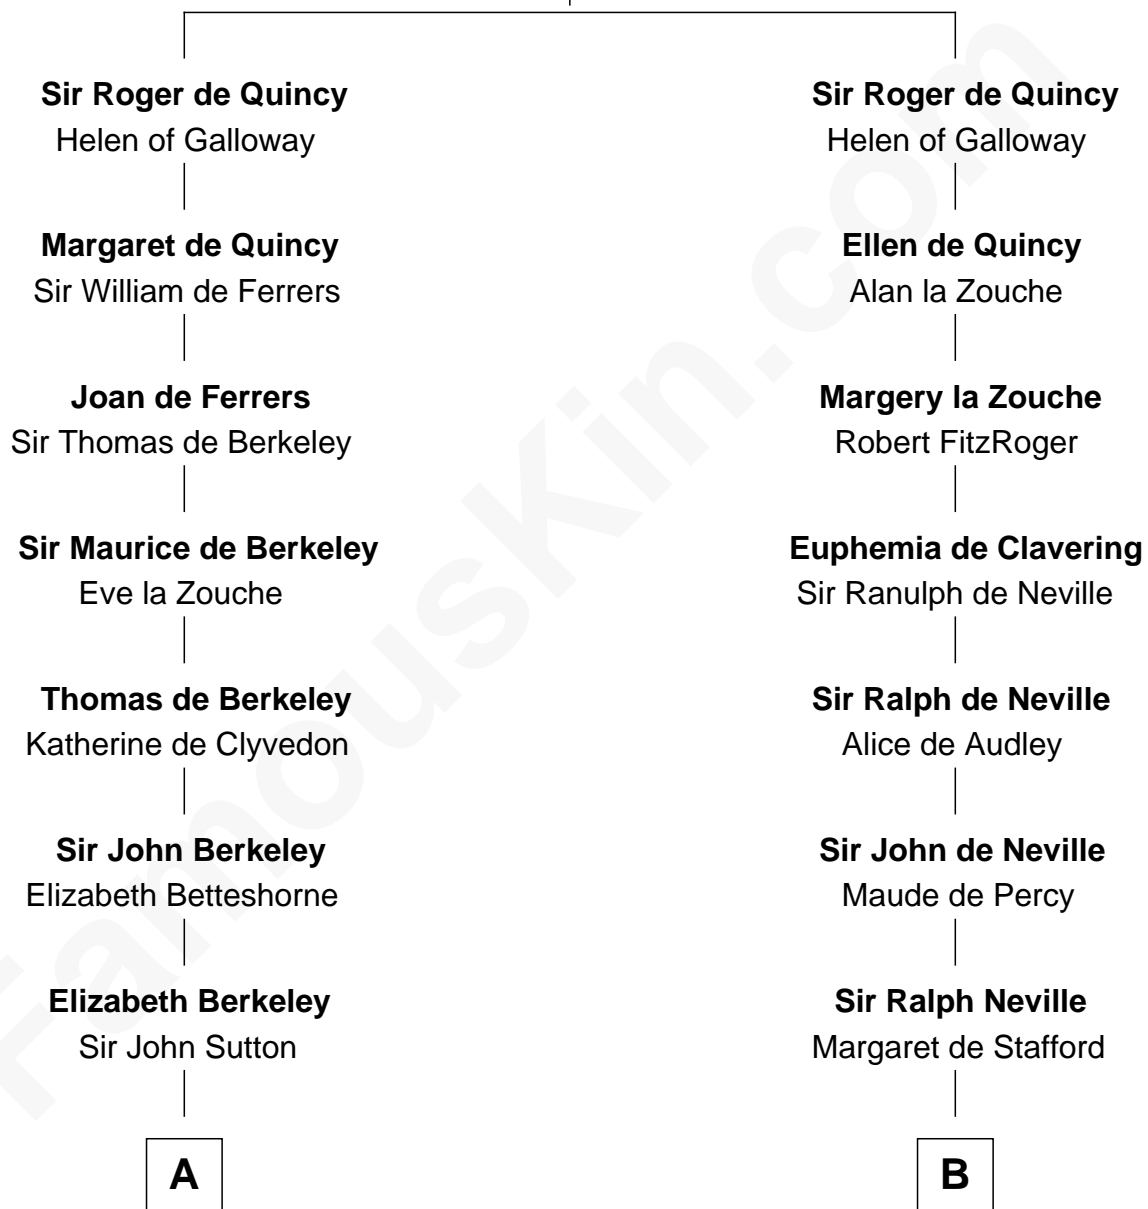 Sir Roger de Quincy
Helen of Galloway
Margaret de Quincy
Sir William de Ferrers
Joan de Ferrers
Sir Thomas de Berkeley
Sir Maurice de Berkeley
Eve la Zouche
Thomas de Berkeley
Katherine de Clyvedon
Sir John Berkeley
Elizabeth Betteshorne
Elizabeth Berkeley
Sir John Sutton
A
Sir Roger de Quincy
Helen of Galloway
Ellen de Quincy
Alan la Zouche
Margery la Zouche
Robert FitzRoger
Euphemia de Clavering
Sir Ranulph de Neville
Sir Ralph de Neville
Alice de Audley
Sir John de Neville
Maude de Percy
Sir Ralph Neville
Margaret de Stafford
B
FamousKin.com